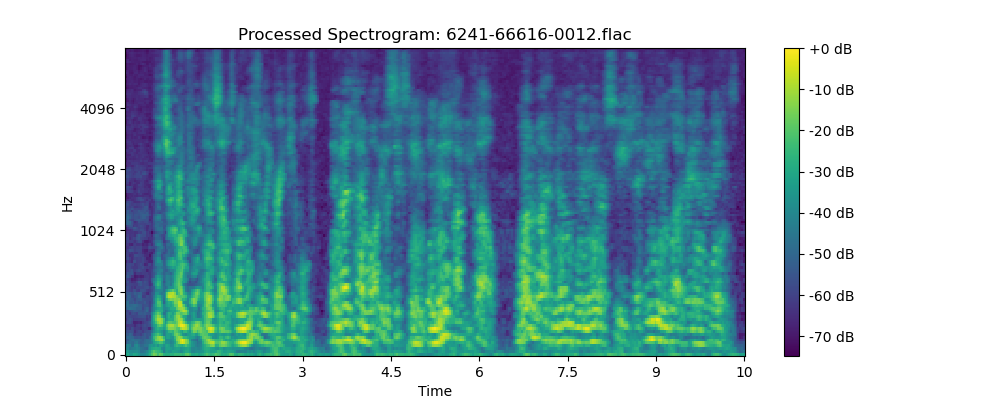 Processed Spectrogram: 6241-66616-0012.flac
+0 dB
-10 dB
-20 dB
-30 dB
-40 dB
-50 dB
-60 dB
-70 dB
Hz
4096
2048
1024
512
0
0 1.5 3 4.5 6 7.5 9 10
Time